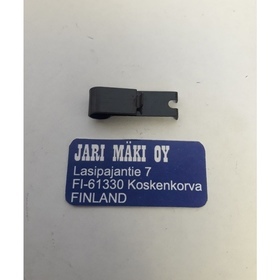 JARI MÄKI OY
Lasipajantie 7
FI-61330 Koskenkorva
FINLAND